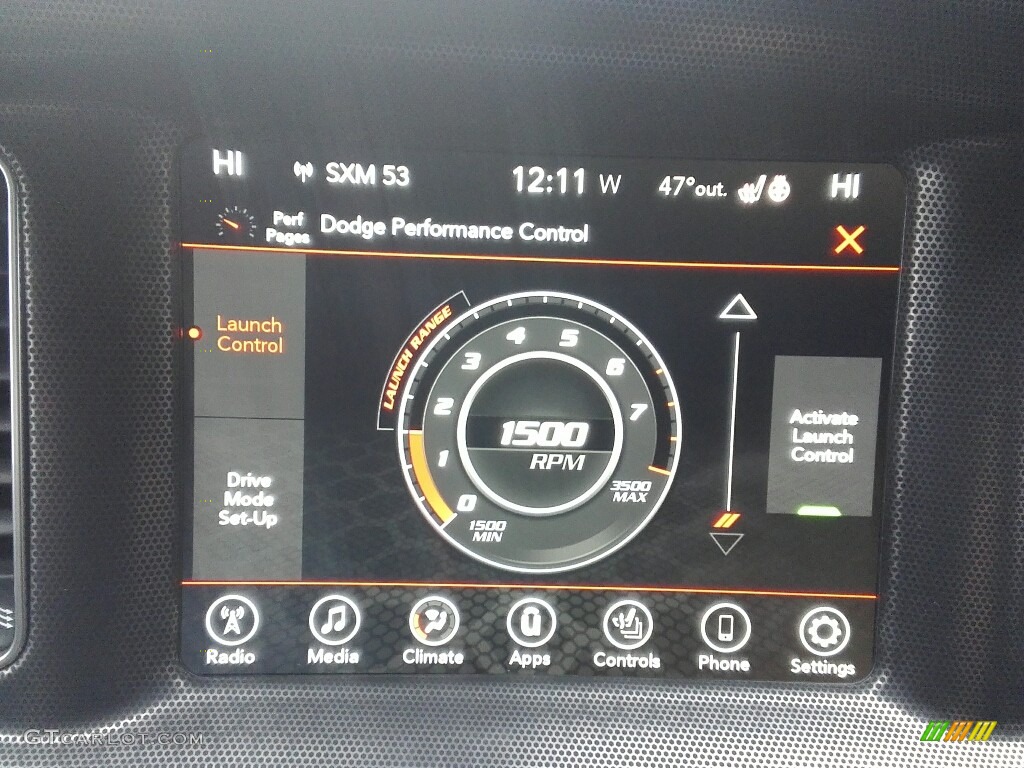 HI SXM 53 12:11 W 47°out. HI
Perf
Pages
Dodge Performance Control
Launch
Control
Drive
Mode
Set-Up
LAUNCH RANGE
0 1 2 3 4 5 6 7
1500
RPM
1500
MIN
3500
MAX
Activate
Launch
Control
Radio Media Climate Apps Controls Phone Settings
GTCARLOT.COM